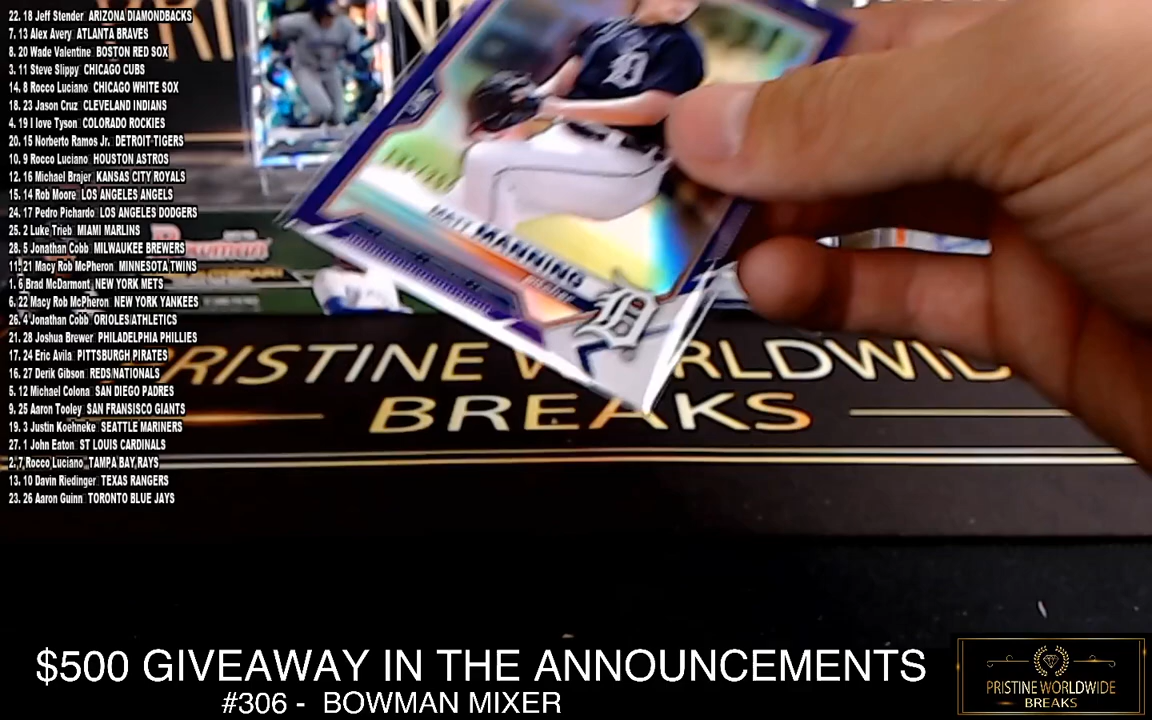 22. 18 Jeff Stender ARIZONA DIAMONDBACKS
7. 13 Alex Avery ATLANTA BRAVES
8. 20 Wade Valentine BOSTON RED SOX
3. 11 Steve Slippy CHICAGO CUBS
14. 8 Rocco Luciano CHICAGO WHITE SOX
18. 23 Jason Cruz CLEVELAND INDIANS
4. 19 I love Tyson COLORADO ROCKIES
20. 15 Norberto Ramos Jr. DETROIT TIGERS
10. 9 Rocco Luciano HOUSTON ASTROS
12. 16 Michael Brajer KANSAS CITY ROYALS
15. 14 Rob Moore LOS ANGELES ANGELS
24. 17 Pedro Pichardo LOS ANGELES DODGERS
25. 2 Luke Trieb MIAMI MARLINS
28. 5 Jonathan Cobb MILWAUKEE BREWERS
11. 21 Macy Rob McPheron MINNESOTA TWINS
1. 6 Brad McDarmont NEW YORK METS
6. 22 Macy Rob McPheron NEW YORK YANKEES
26. 4 Jonathan Cobb ORIOLES/ATHLETICS
21. 28 Joshua Brewer PHILADELPHIA PHILLIES
17. 24 Eric Avila PITTSBURGH PIRATES
16. 27 Derik Gibson REDS/NATIONALS
5. 12 Michael Colona SAN DIEGO PADRES
9. 25 Aaron Tooley SAN FRANSISCO GIANTS
19. 3 Justin Koehneke SEATTLE MARINERS
27. 1 John Eaton ST LOUIS CARDINALS
2. 7 Rocco Luciano TAMPA BAY RAYS
13. 10 Davin Riedinger TEXAS RANGERS
23. 26 Aaron Guinn TORONTO BLUE JAYS
MATT MANNING
PITCHER
D
Bowman
PRISTINE WORLDWID
BREAKS
$500 GIVEAWAY IN THE ANNOUNCEMENTS
#306 - BOWMAN MIXER
PRISTINE WORLDWIDE
BREAKS